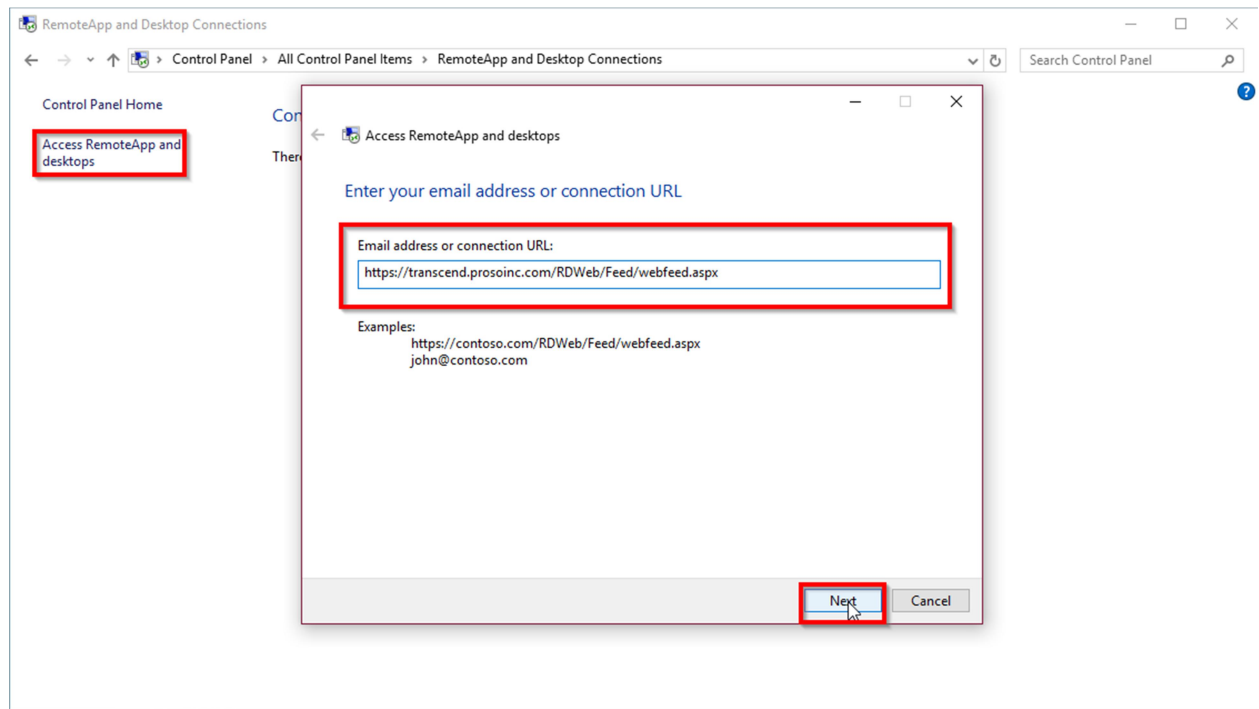 RemoteApp and Desktop Connections
Control Panel > All Control Panel Items > RemoteApp and Desktop Connections
Search Control Panel
Control Panel Home
Access RemoteApp and
desktops
Con
There
Access RemoteApp and desktops
Enter your email address or connection URL
Email address or connection URL:
https://transcend.prosoinc.com/RDWeb/Feed/webfeed.aspx
Examples:
https://contoso.com/RDWeb/Feed/webfeed.aspx
john@contoso.com
Next
Cancel